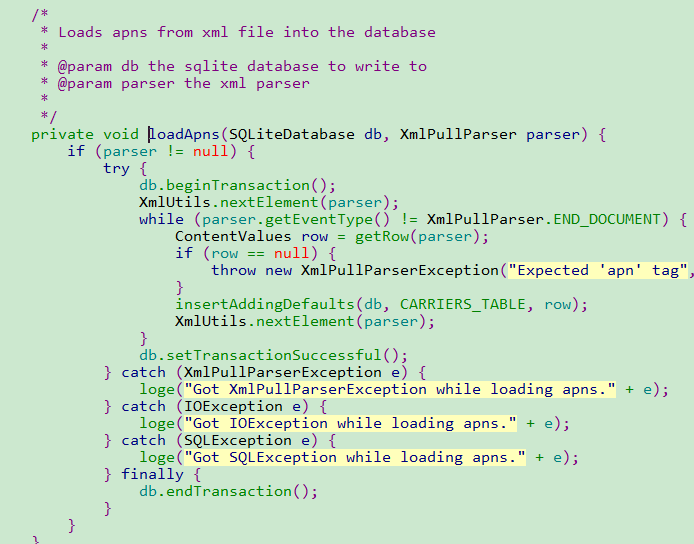 /*
 * Loads apns from xml file into the database
 *
 * @param db the sqlite database to write to
 * @param parser the xml parser
 *
 */
private void loadApns(SQLiteDatabase db, XmlPullParser parser) {
    if (parser != null) {
        try {
            db.beginTransaction();
            XmlUtils.nextElement(parser);
            while (parser.getEventType() != XmlPullParser.END_DOCUMENT) {
                ContentValues row = getRow(parser);
                if (row == null) {
                    throw new XmlPullParserException("Expected 'apn' tag",
                }
                insertAddingDefaults(db, CARRIERS_TABLE, row);
                XmlUtils.nextElement(parser);
            }
            db.setTransactionSuccessful();
        } catch (XmlPullParserException e) {
            loge("Got XmlPullParserException while loading apns." + e);
        } catch (IOException e) {
            loge("Got IOException while loading apns." + e);
        } catch (SQLException e) {
            loge("Got SQLException while loading apns." + e);
        } finally {
            db.endTransaction();
        }
    }
}